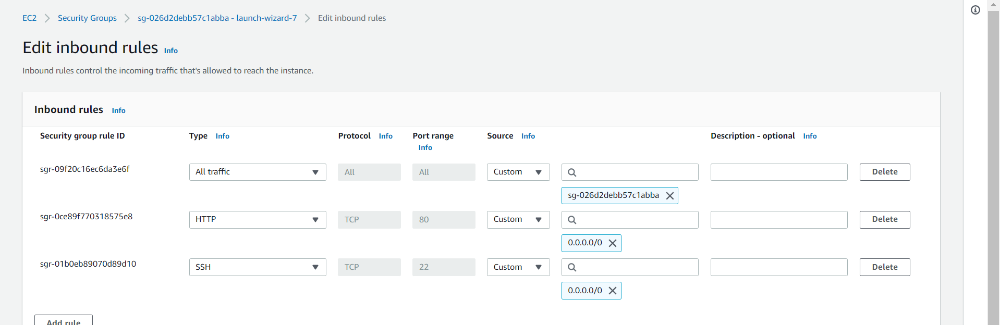 EC2 Security Groups sg-026d2debb57c1abba - launch-wizard-7 Edit inbound rules
Edit inbound rules Info
Inbound rules control the incoming traffic that's allowed to reach the instance.
Inbound rules Info
Security group rule ID Type Info Protocol Info Port range Source Info Description - optional Info
Info
sgr-09f20c16ec6da3e6f All traffic All All Custom Delete
sg-026d2debb57c1abba
sgr-0ce89f770318575e8 HTTP TCP 80 Custom Delete
0.0.0.0/0
sgr-01b0eb89070d89d10 SSH TCP 22 Custom Delete
0.0.0.0/0
Add rule